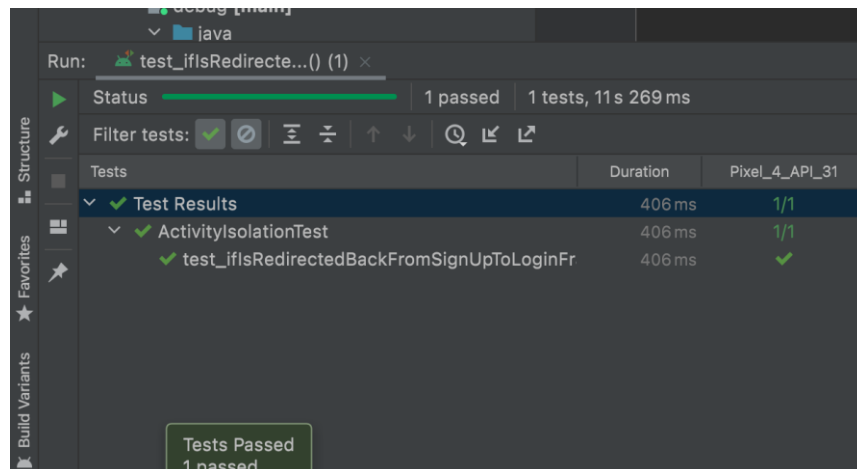 debug [main]
java
Run: test_ifIsRedirecte...() (1)
Status 1 passed 1 tests, 11 s 269 ms
Filter tests:
Tests Duration Pixel_4_API_31
Test Results 406 ms 1/1
ActivityIsolationTest 406 ms 1/1
test_ifIsRedirectedBackFromSignUpToLoginFr 406 ms
Structure
Favorites
Build Variants
Tests Passed
1 passed